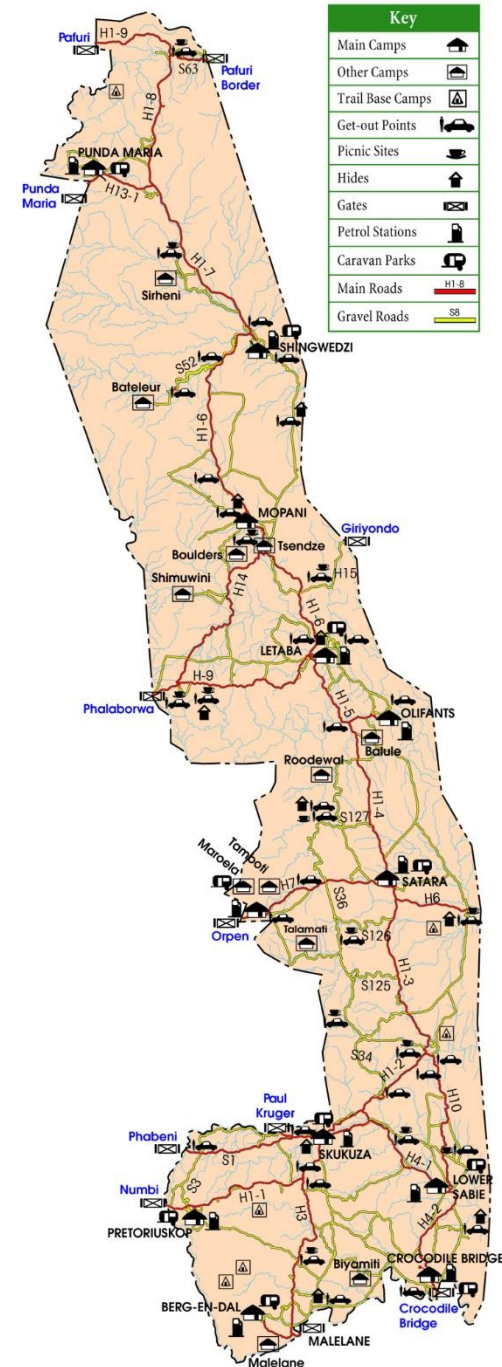 Key
Main Camps
Other Camps
Trail Base Camps
Get-out Points
Picnic Sites
Hides
Gates
Petrol Stations
Caravan Parks
Main Roads H1-8
Gravel Roads S8
Pafuri
H1-9
S63
Pafuri
Border
H1-8
PUNDA MARIA
Punda
Maria
H13-1
H1-7
Sirheni
SHINGWEDZI
S52
Bateleur
H1-6
MOPANI
Tsendze
Boulders
Giriyondo
H15
Shimuwini
H14
H1-6
LETABA
H-9
Phalaborwa
H1-5
OLIFANTS
Balule
Roodewal
H1-4
S127
Tamboti
Maroela
H7
SATARA
S36
H6
Orpen
Talamati
S126
H1-3
S125
S34
H1-2
H10
Paul
Kruger
Phabeni
SKUKUZA
S1
H4-1
LOWER
SABIE
Numbi
S3
H1-1
H3
H4-2
PRETORIUSKOP
CROCODILE BRIDGE
Biyamiti
BERG-EN-DAL
Crocodile
Bridge
MALELANE
Malelane